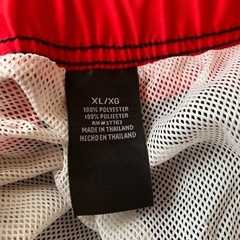 XL/XG
100% POLYESTER
100% POLYESTER
RN#37763
MADE IN THAILAND
HECHO EN THAILAND